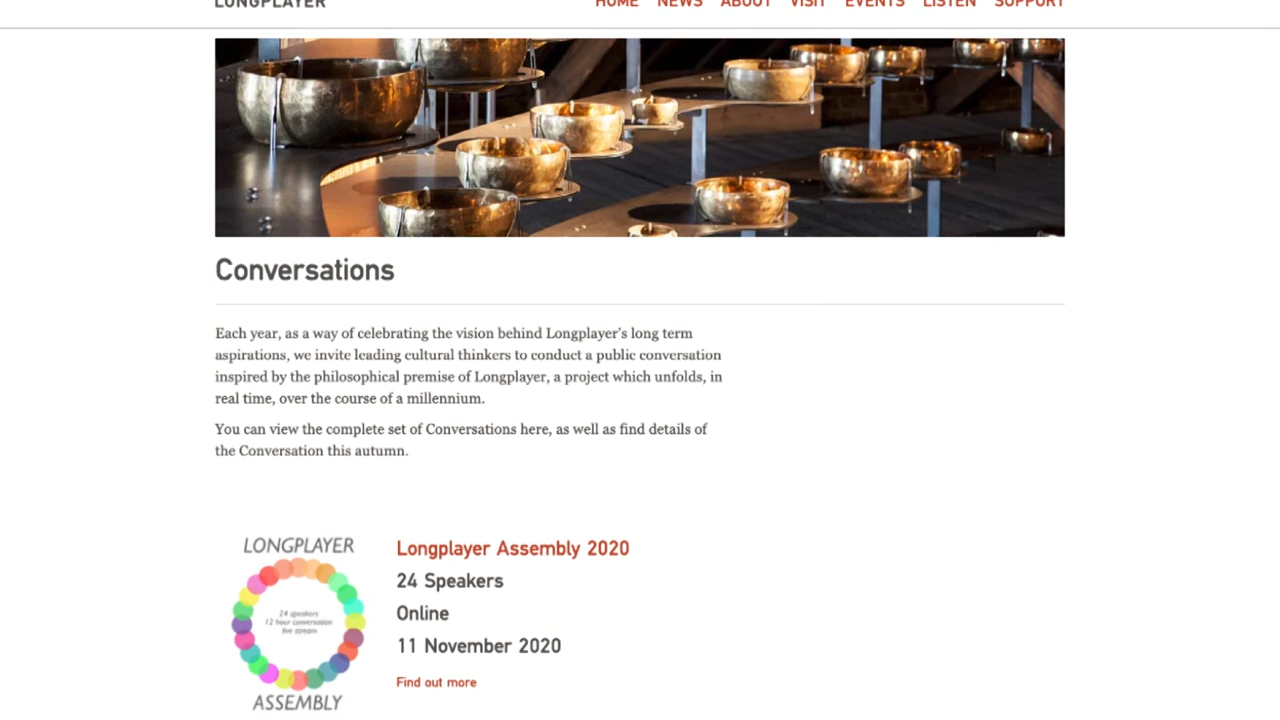 LONGPLAYER
HOME NEWS ABOUT VISIT EVENTS LISTEN SUPPORT
Conversations
Each year, as a way of celebrating the vision behind Longplayer's long term
aspirations, we invite leading cultural thinkers to conduct a public conversation
inspired by the philosophical premise of Longplayer, a project which unfolds, in
real time, over the course of a millennium.
You can view the complete set of Conversations here, as well as find details of
the Conversation this autumn.
LONGPLAYER
24 speakers
12 hour conversation
live stream
ASSEMBLY
Longplayer Assembly 2020
24 Speakers
Online
11 November 2020
Find out more